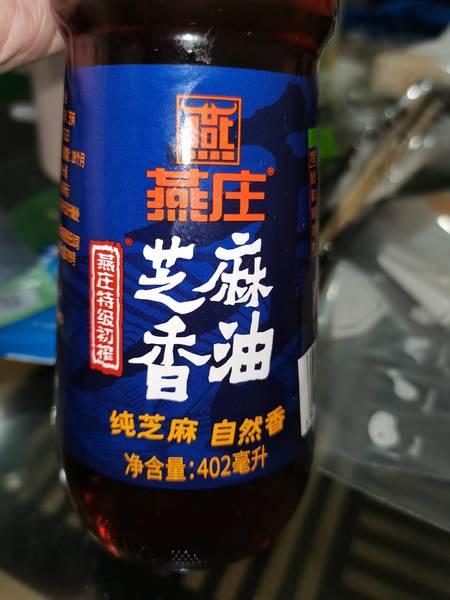 燕
燕庄®
芝麻
香油
燕庄特级初榨
纯芝麻 自然香
净含量:402毫升